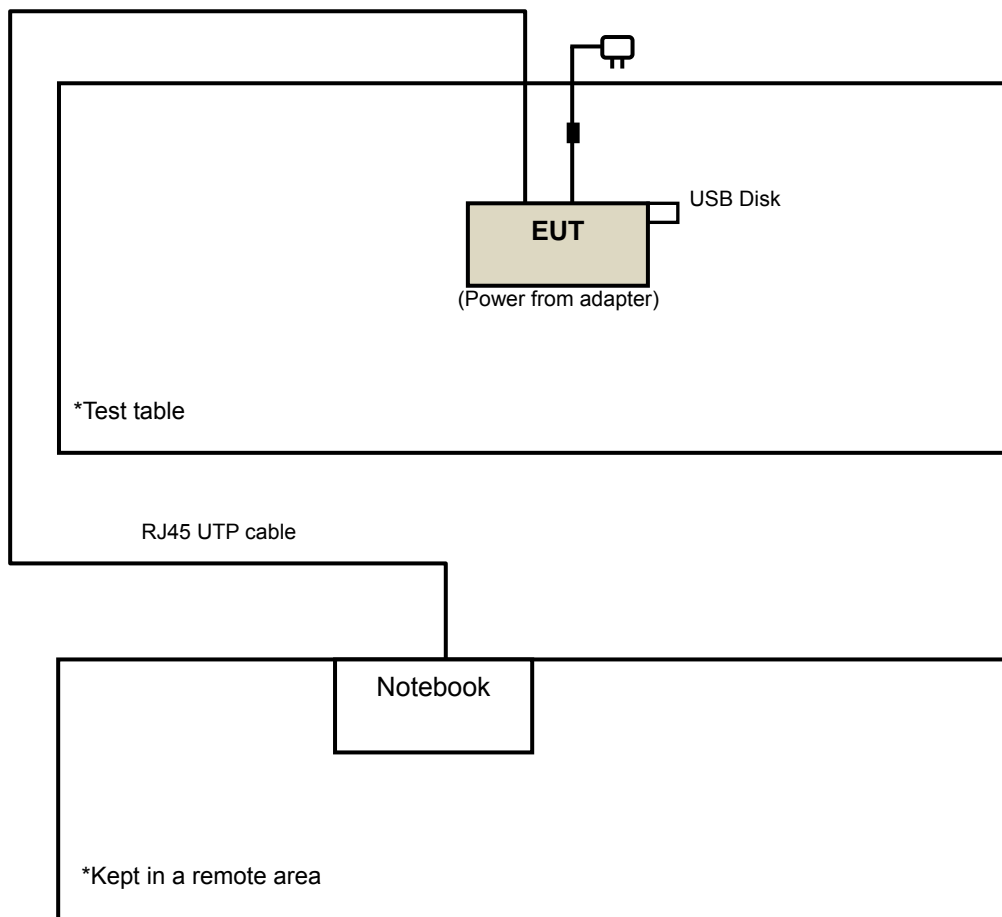 USB Disk
EUT
(Power from adapter)
*Test table
RJ45 UTP cable
Notebook
*Kept in a remote area